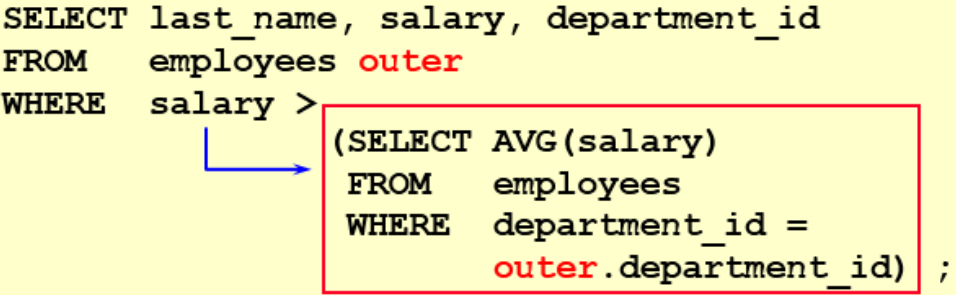 SELECT last_name, salary, department_id
FROM employees outer
WHERE salary >
(SELECT AVG(salary)
FROM employees
WHERE department_id =
outer.department_id) ;